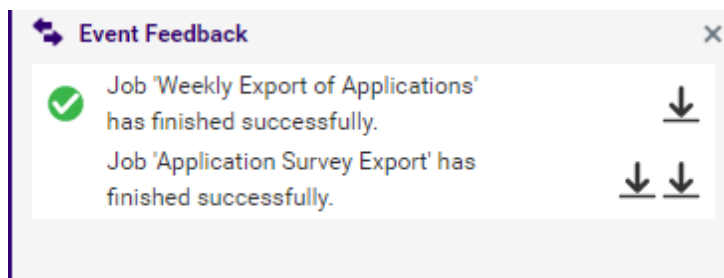 Event Feedback
Job 'Weekly Export of Applications'
has finished successfully.
Job 'Application Survey Export' has
finished successfully.